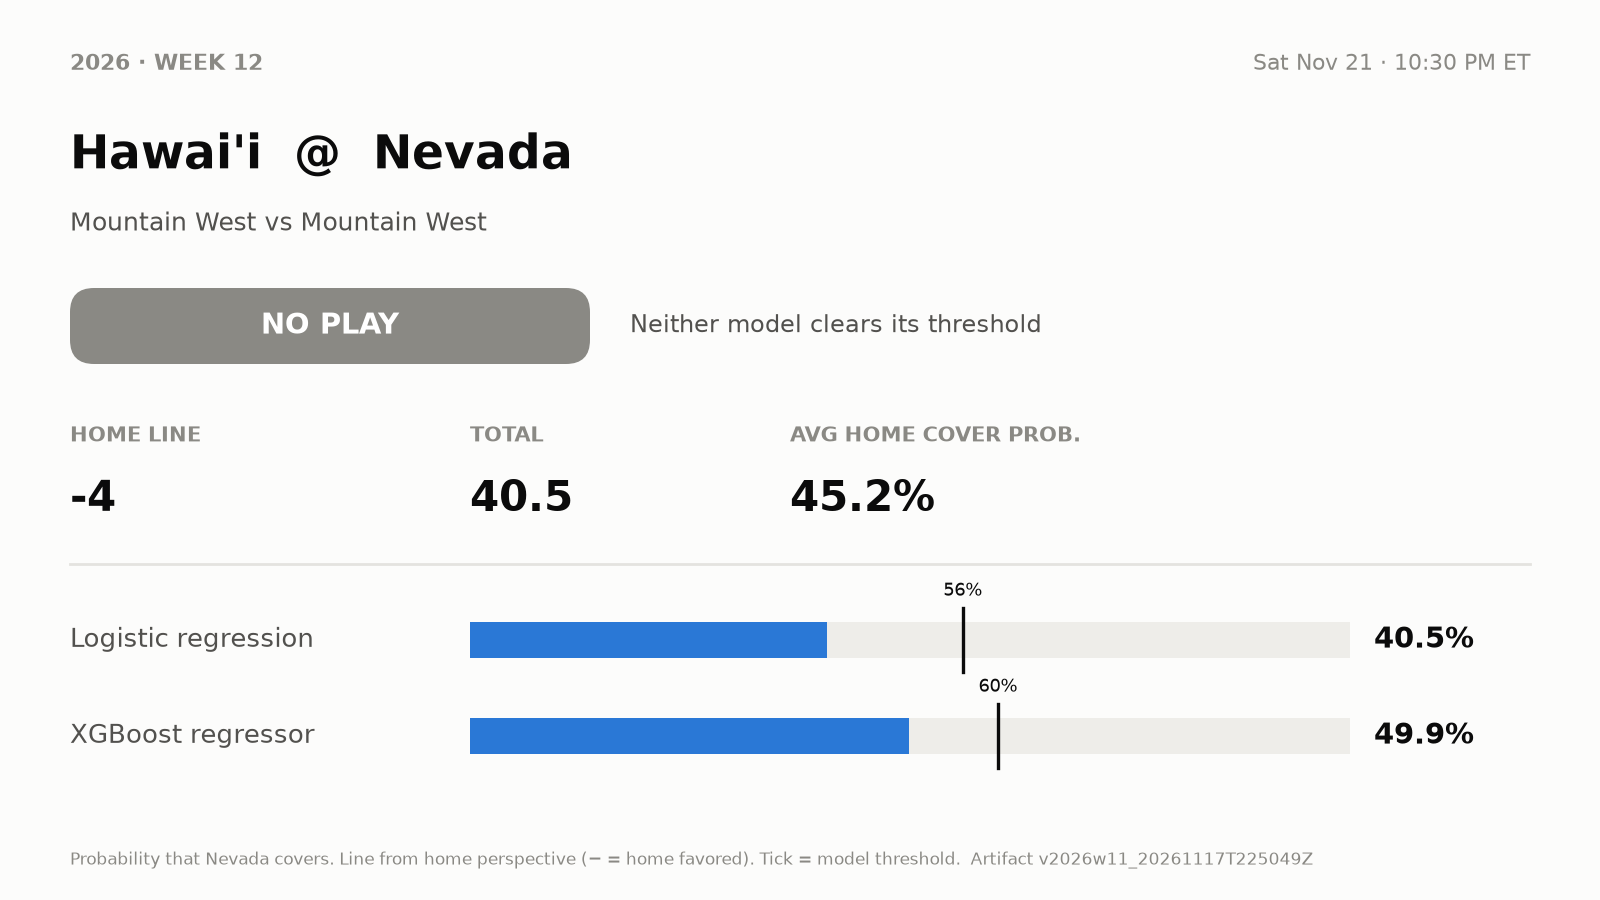 2026 · WEEK 12
Sat Nov 21 · 10:30 PM ET
Hawai'i @ Nevada
Mountain West vs Mountain West
NO PLAY
Neither model clears its threshold
HOME LINE
TOTAL
AVG HOME COVER PROB.
-4
40.5
45.2%
56%
Logistic regression
40.5%
60%
XGBoost regressor
49.9%
Probability that Nevada covers. Line from home perspective (− = home favored). Tick = model threshold.  Artifact v2026w11_20261117T225049Z